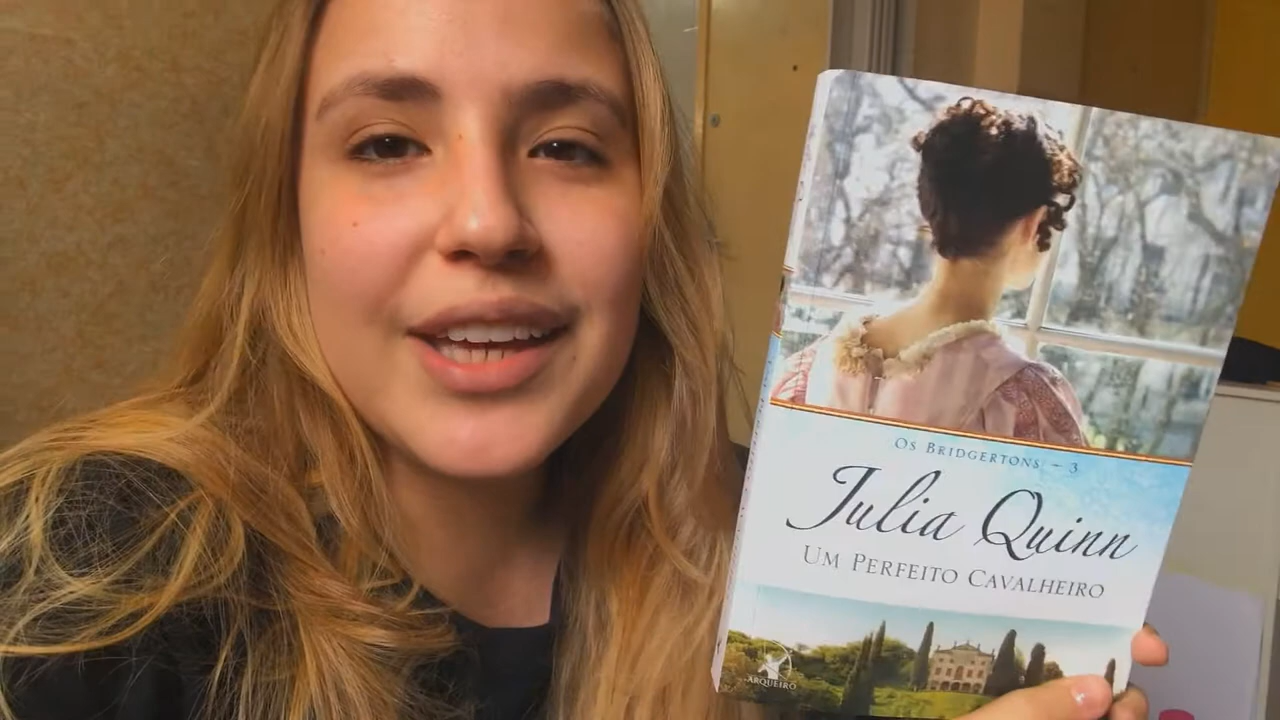 Os Bridgertons – 3
Julia Quinn
Um Perfeito Cavalheiro
Arqueiro